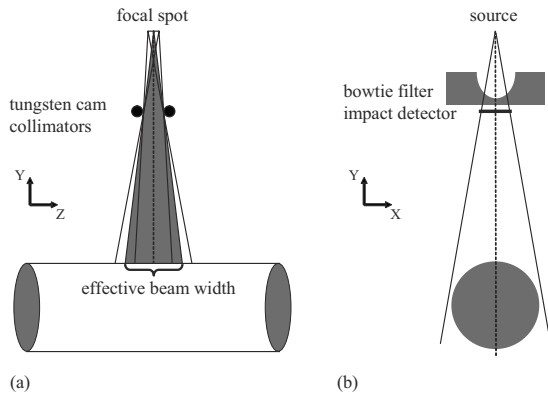 focal spot
tungsten cam
collimators
Y
Z
effective beam width
(a)
source
bowtie filter
impact detector
Y
X
(b)